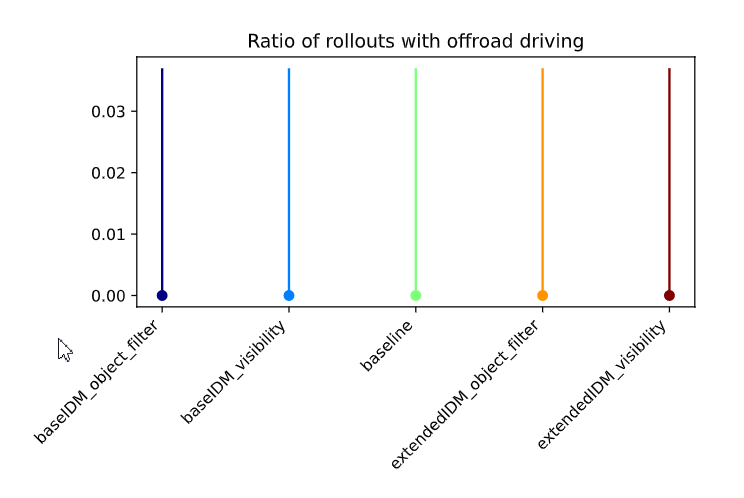 Ratio of rollouts with offroad driving
0.03
0.02
0.01
0.00
baseIDM_object_filter
baseIDM_visibility
baseline
extendedIDM_object_filter
extendedIDM_visibility